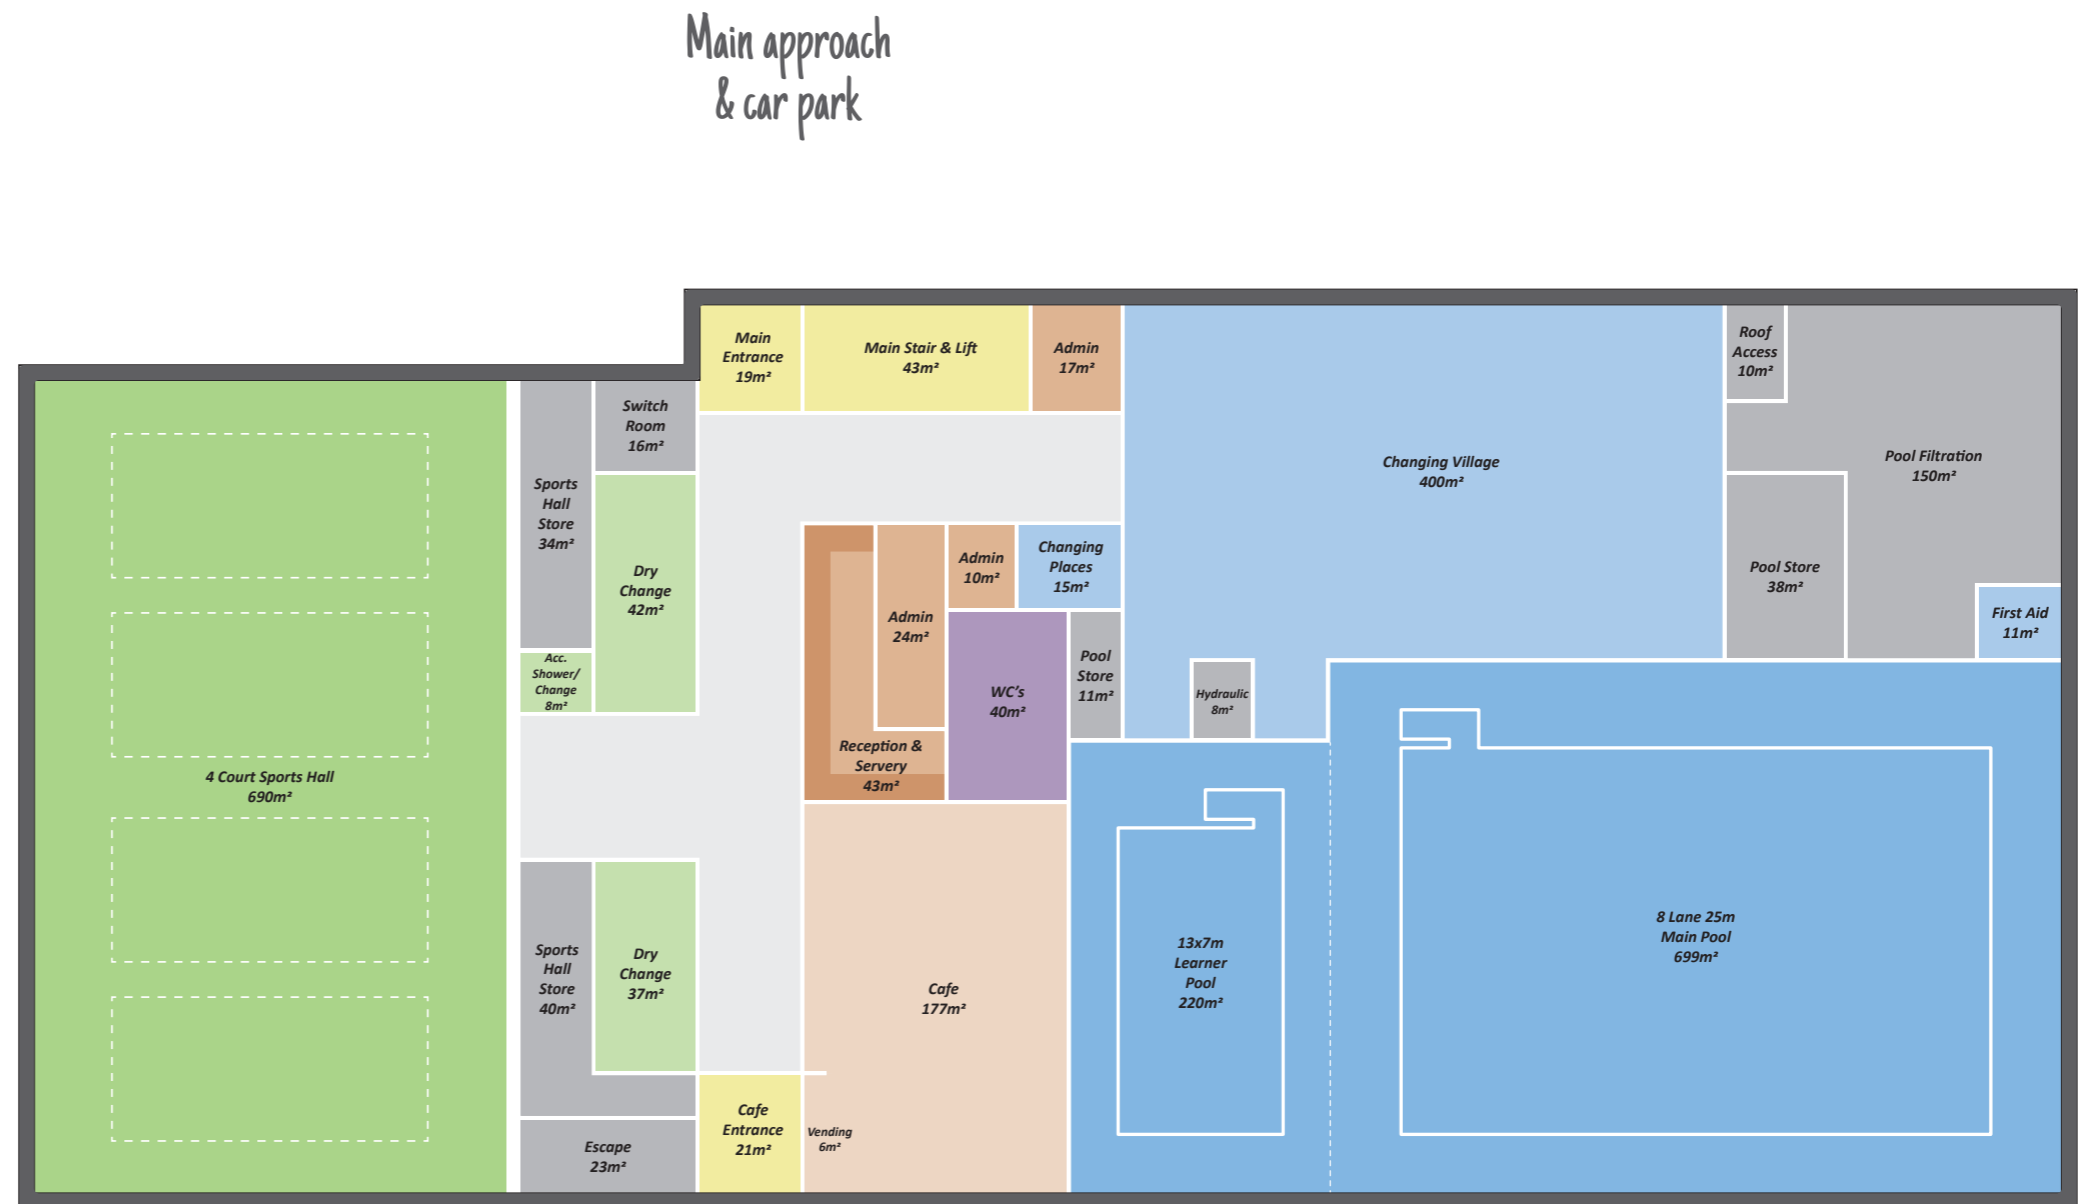 Main approach
& car park
Main
Entrance
19m²
Main Stair & Lift
43m²
Admin
17m²
Roof
Access
10m²
Switch
Room
16m²
Changing Village
400m²
Pool Filtration
150m²
Sports
Hall
Store
34m²
Dry
Change
42m²
Admin
10m²
Changing
Places
15m²
Pool Store
38m²
Admin
24m²
First Aid
11m²
Acc.
Shower/
Change
8m²
WC's
40m²
Pool
Store
11m²
Hydraulic
8m²
Reception &
Servery
43m²
4 Court Sports Hall
690m²
Sports
Hall
Store
40m²
Dry
Change
37m²
Cafe
177m²
13x7m
Learner
Pool
220m²
8 Lane 25m
Main Pool
699m²
Escape
23m²
Cafe
Entrance
21m²
Vending
6m²